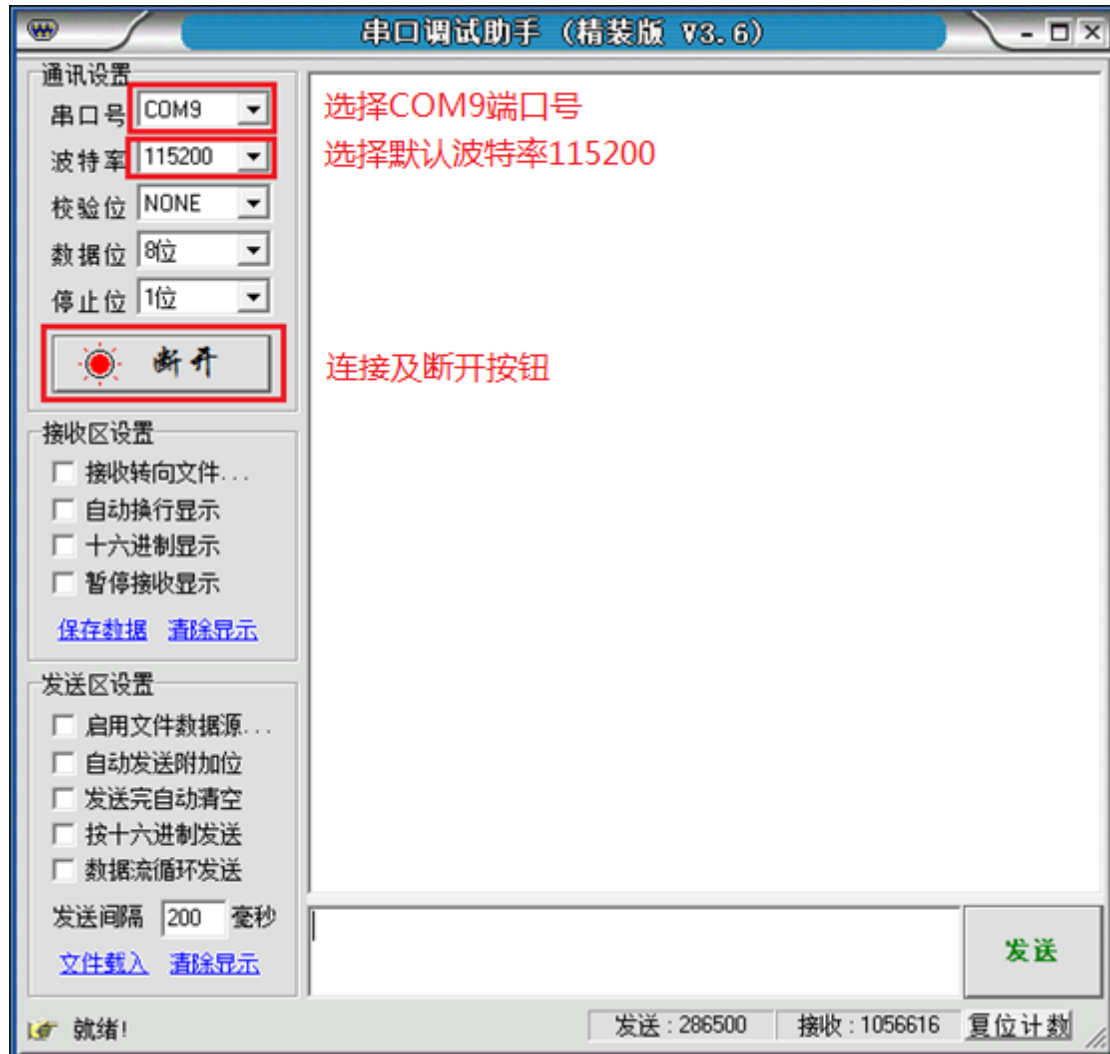 串口调试助手 (精装版 V3.6)
通讯设置
串口号 COM9
波特率 115200
校验位 NONE
数据位 8位
停止位 1位
断开
选择COM9端口号
选择默认波特率115200
连接及断开按钮
接收区设置
接收转向文件...
自动换行显示
十六进制显示
暂停接收显示
保存数据 清除显示
发送区设置
启用文件数据源...
自动发送附加位
发送完自动清空
按十六进制发送
数据流循环发送
发送间隔 200 毫秒
文件载入 清除显示
发送
就绪!
发送:286500 接收:1056616 复位计数